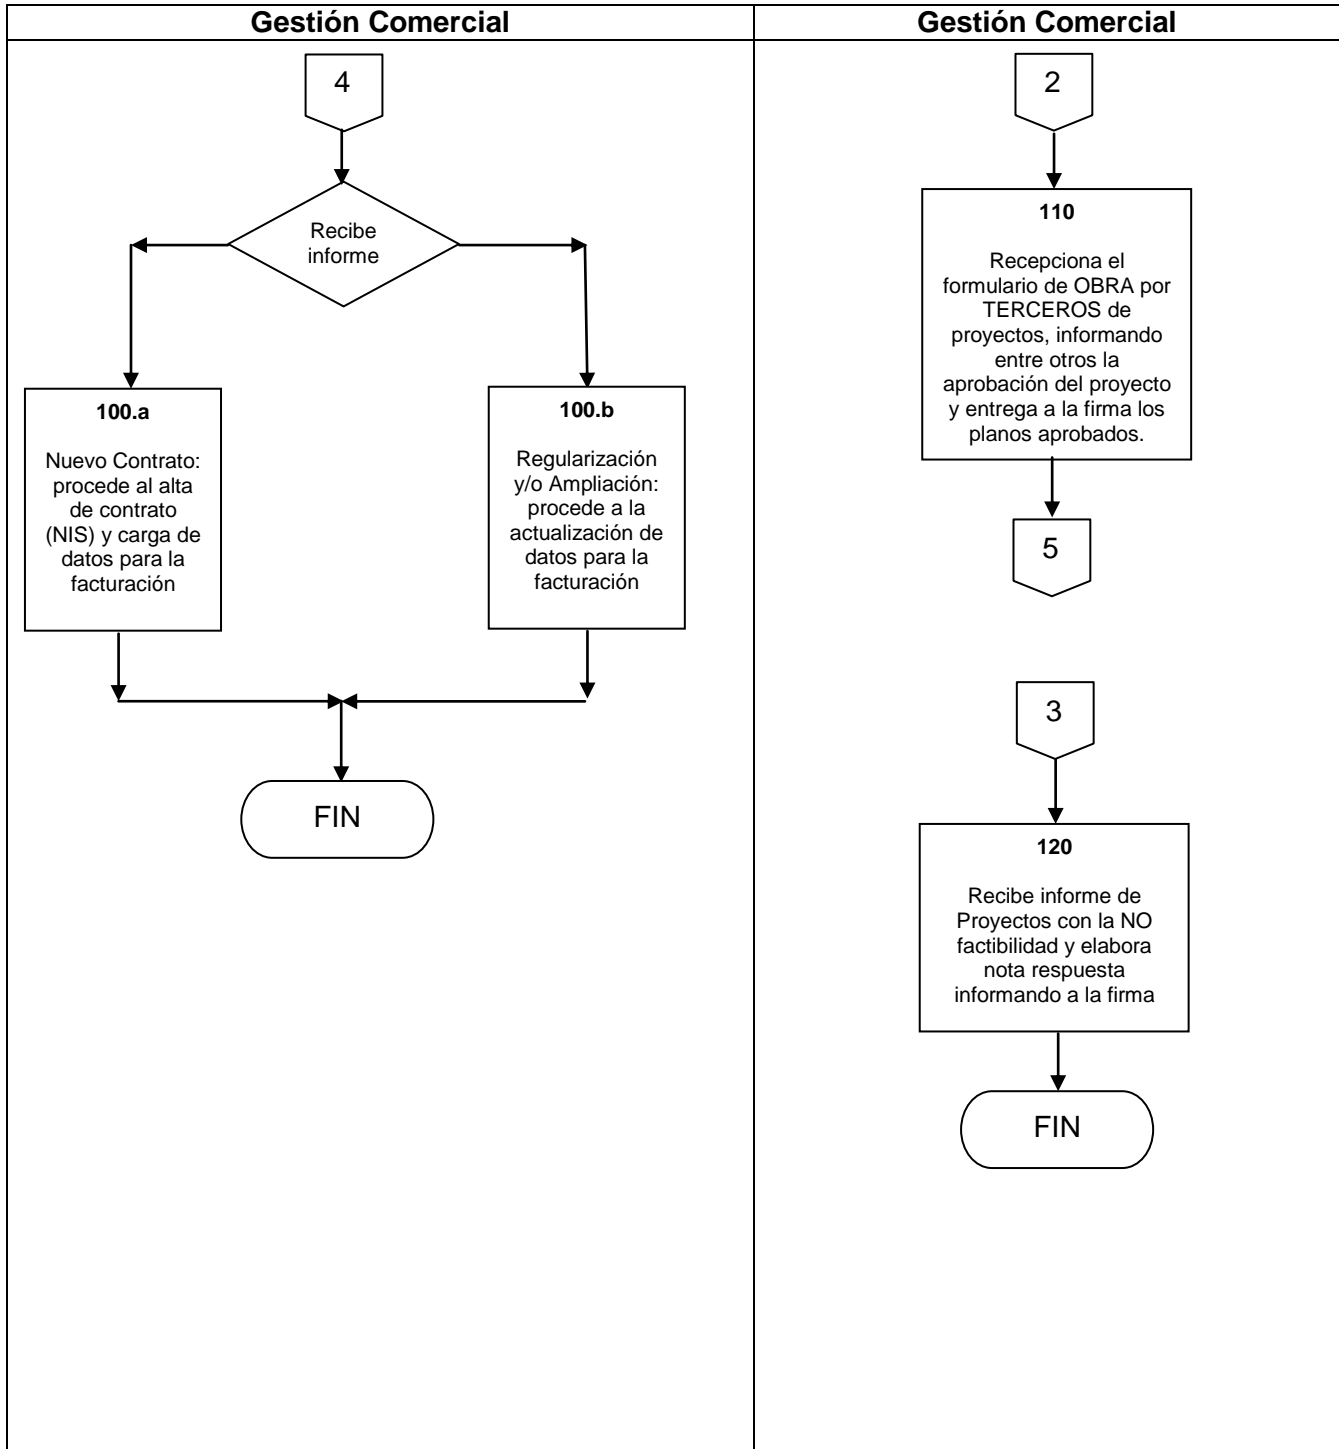 Gestión Comercial
4
Recibe
informe
100.a
Nuevo Contrato:
procede al alta
de contrato
(NIS) y carga de
datos para la
facturación
100.b
Regularización
y/o Ampliación:
procede a la
actualización de
datos para la
facturación
FIN
Gestión Comercial
2
110
Recepciona el
formulario de OBRA por
TERCEROS de
proyectos, informando
entre otros la
aprobación del proyecto
y entrega a la firma los
planos aprobados.
5
3
120
Recibe informe de
Proyectos con la NO
factibilidad y elabora
nota respuesta
informando a la firma
FIN